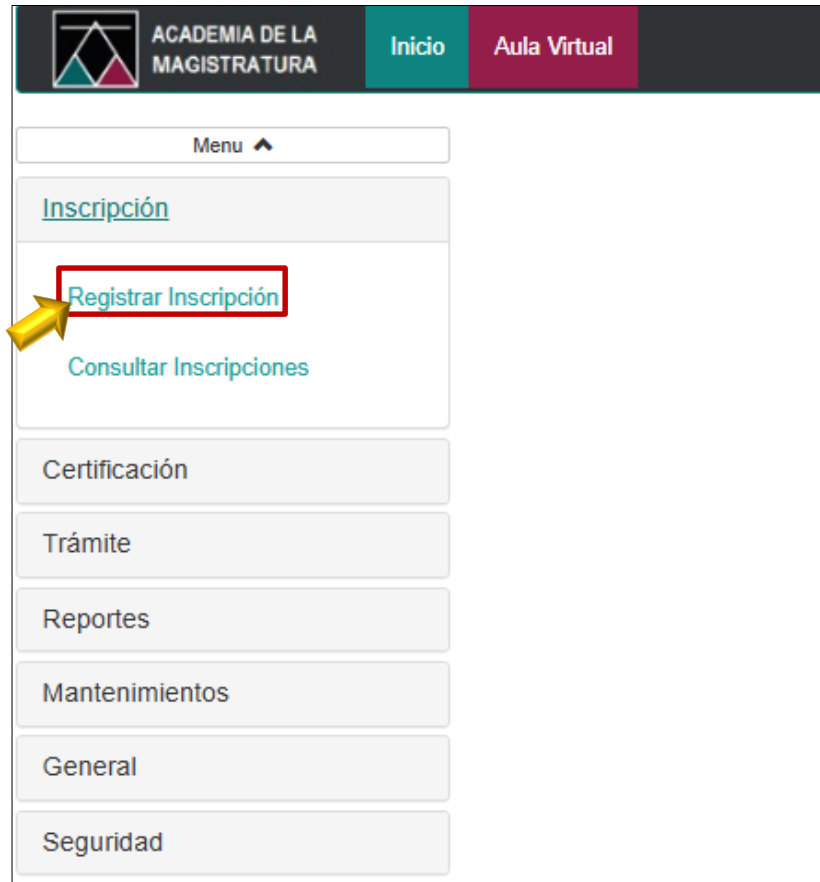 ACADEMIA DE LA
MAGISTRATURA
Inicio
Aula Virtual
Menu
Inscripción
Registrar Inscripción
Consultar Inscripciones
Certificación
Trámite
Reportes
Mantenimientos
General
Seguridad